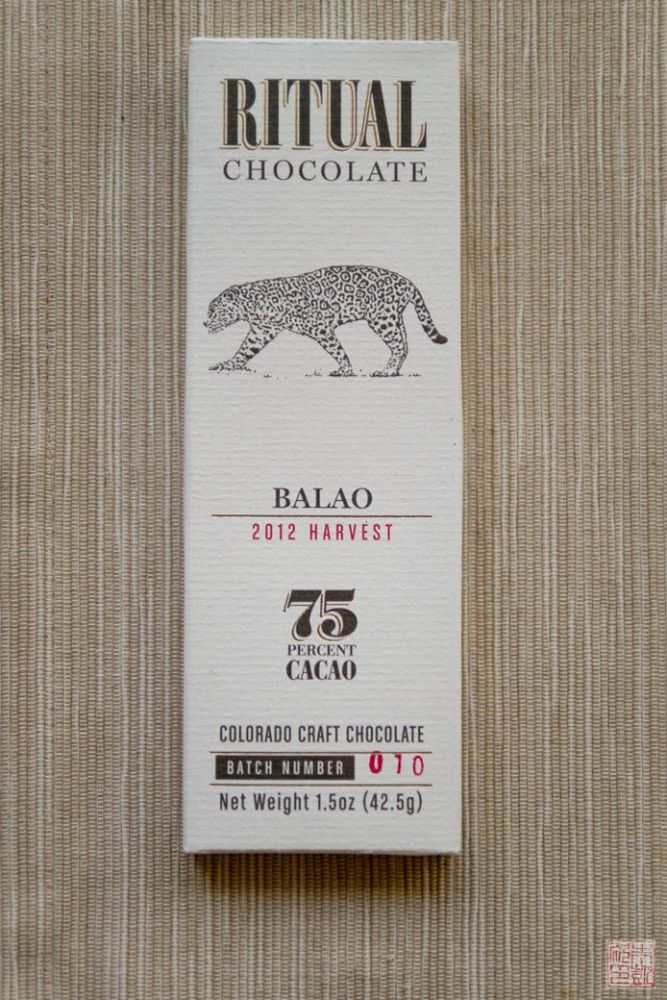 RITUAL
CHOCOLATE
BALAO
2012 HARVEST
75
PERCENT
CACAO
COLORADO CRAFT CHOCOLATE
BATCH NUMBER 010
Net Weight 1.5oz (42.5g)